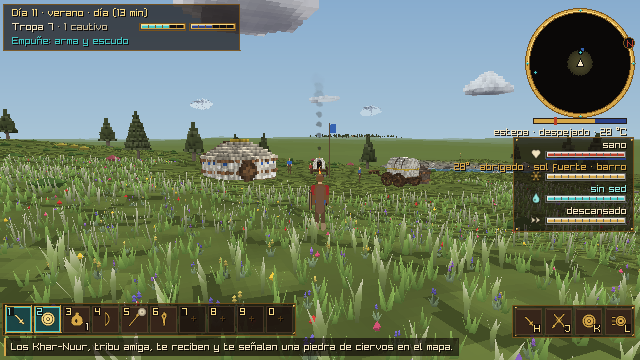 Día 11 · verano · día (13 min)
Tropa 7 · 1 cautivo
Empuñe: arma y escudo
N
estepa · despejado · 28 °C
sano
28° · abrigado · sol fuerte · barro
sin sed
descansado
1 2 3 1 4 5 6 7 8 9 0
H J K L
Los Khar-Nuur, tribu amiga, te reciben y te señalan una piedra de ciervos en el mapa.